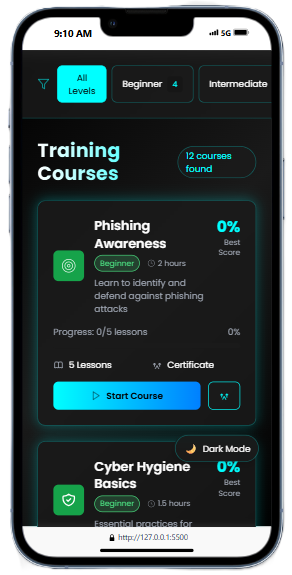 9:10 AM
5G
All
Levels
Beginner 4
Intermediate
Training
Courses
12 courses
found
Phishing
Awareness
0%
Best
Score
Beginner
2 hours
Learn to identify and
defend against phishing
attacks
Progress: 0/5 lessons
0%
5 Lessons
Certificate
Start Course
🌙 Dark Mode
Cyber Hygiene
Basics
0%
Best
Score
Beginner
1.5 hours
Essential practices for
http://127.0.0.1:5500